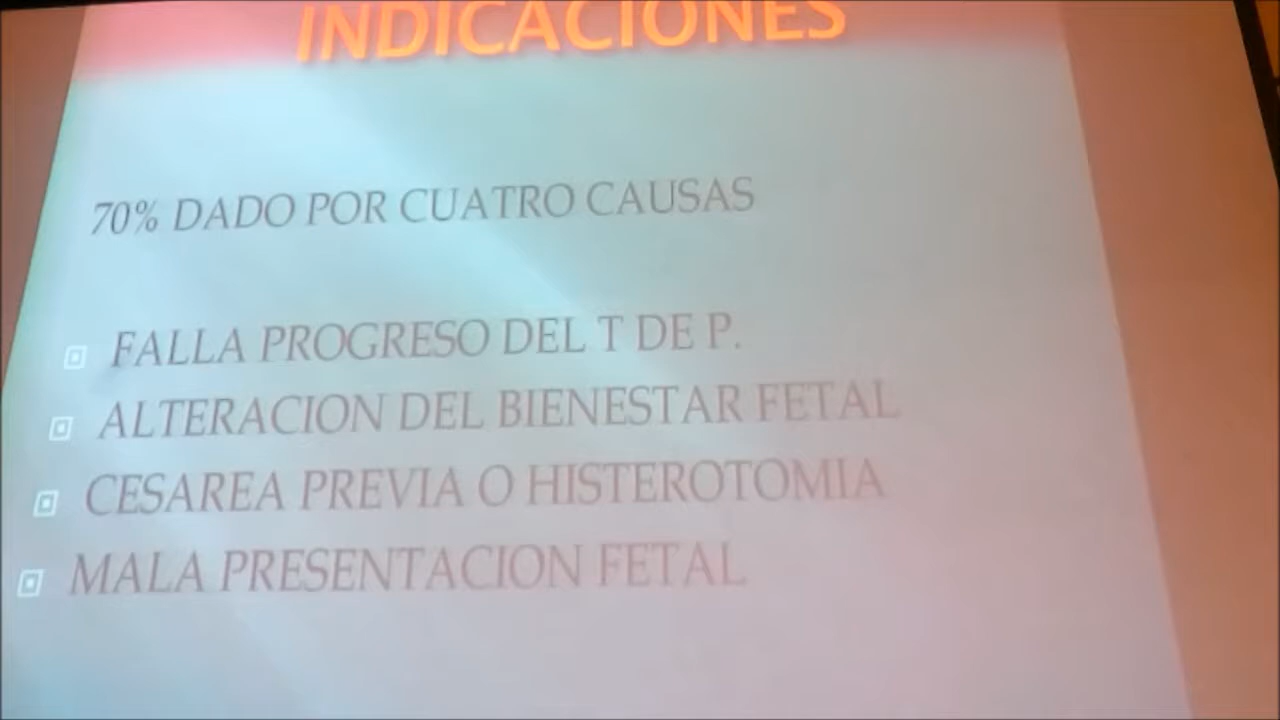 INDICACIONES
70% DADO POR CUATRO CAUSAS
FALLA PROGRESO DEL T DE P.
ALTERACION DEL BIENESTAR FETAL
CESAREA PREVIA O HISTEROTOMIA
MALA PRESENTACION FETAL